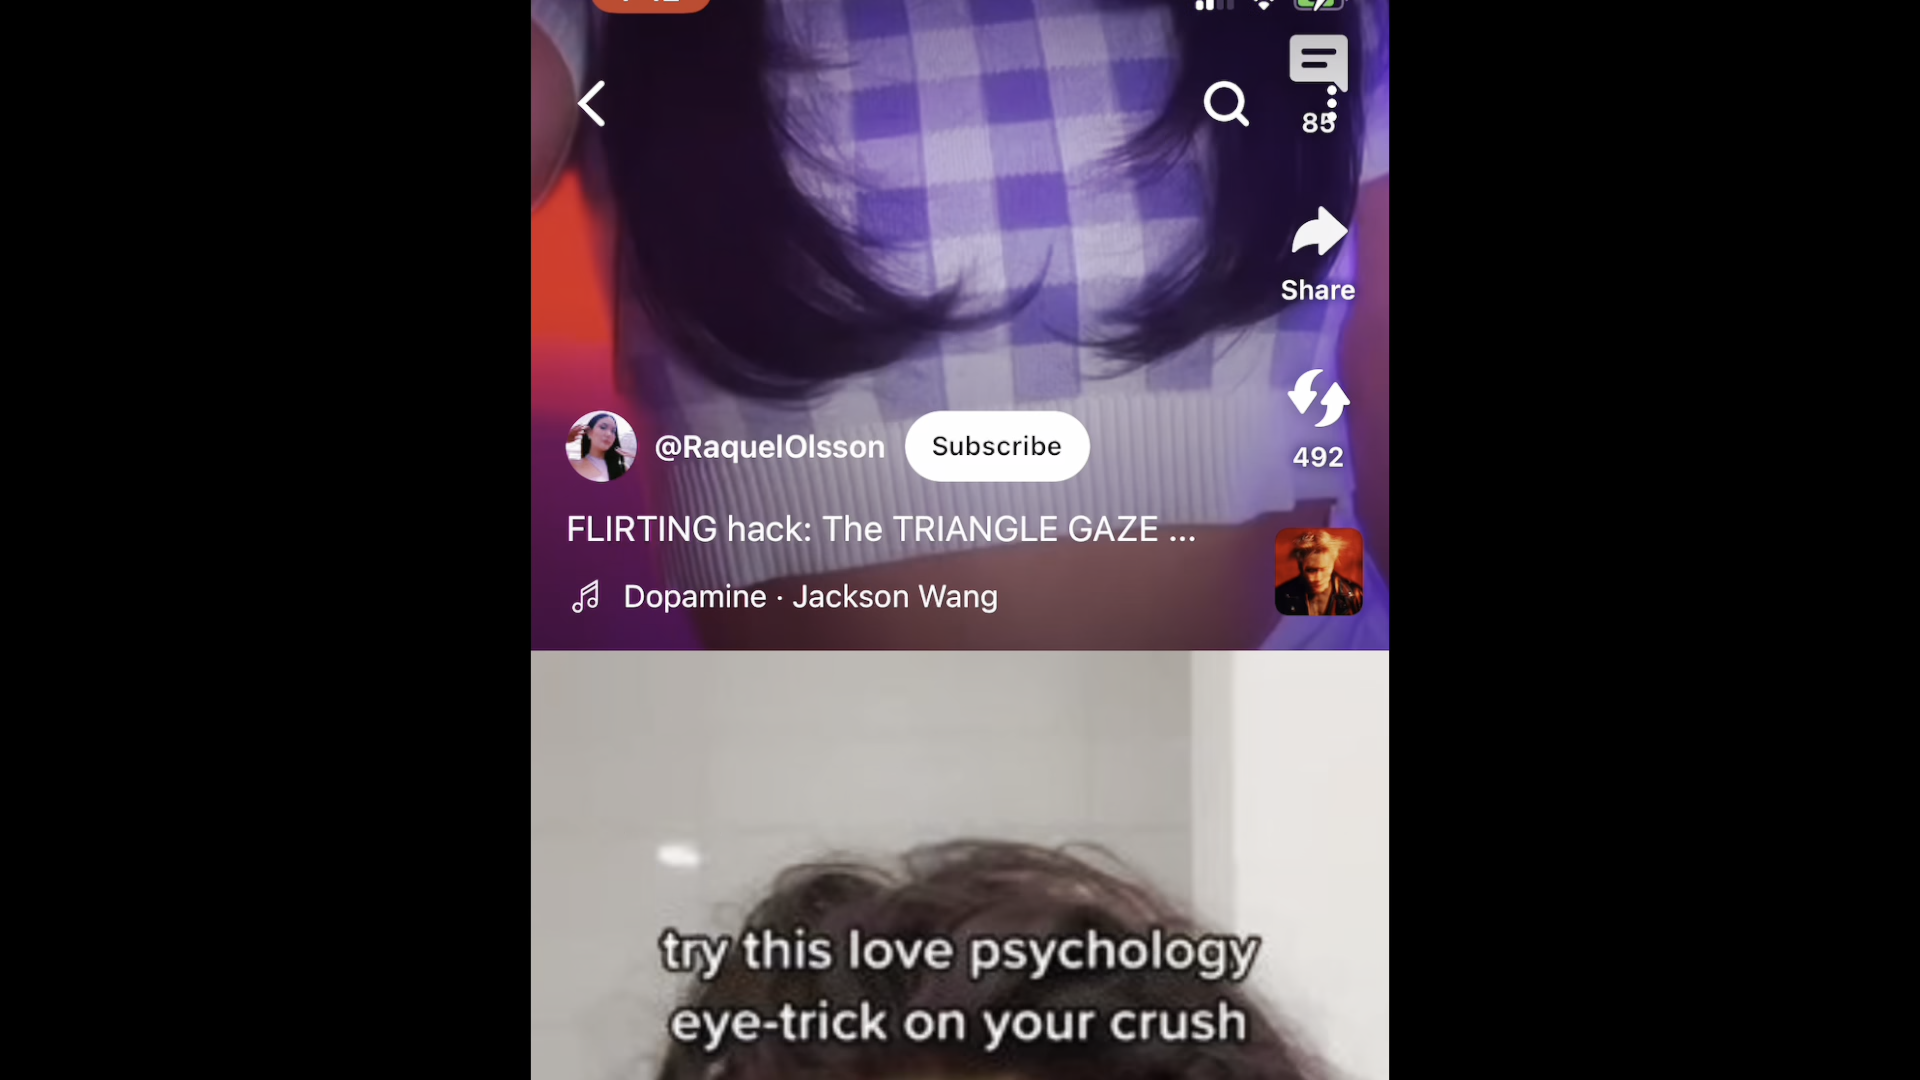 85
Share
492
@RaquelOlsson
Subscribe
FLIRTING hack: The TRIANGLE GAZE ...
Dopamine · Jackson Wang
try this love psychology
eye-trick on your crush